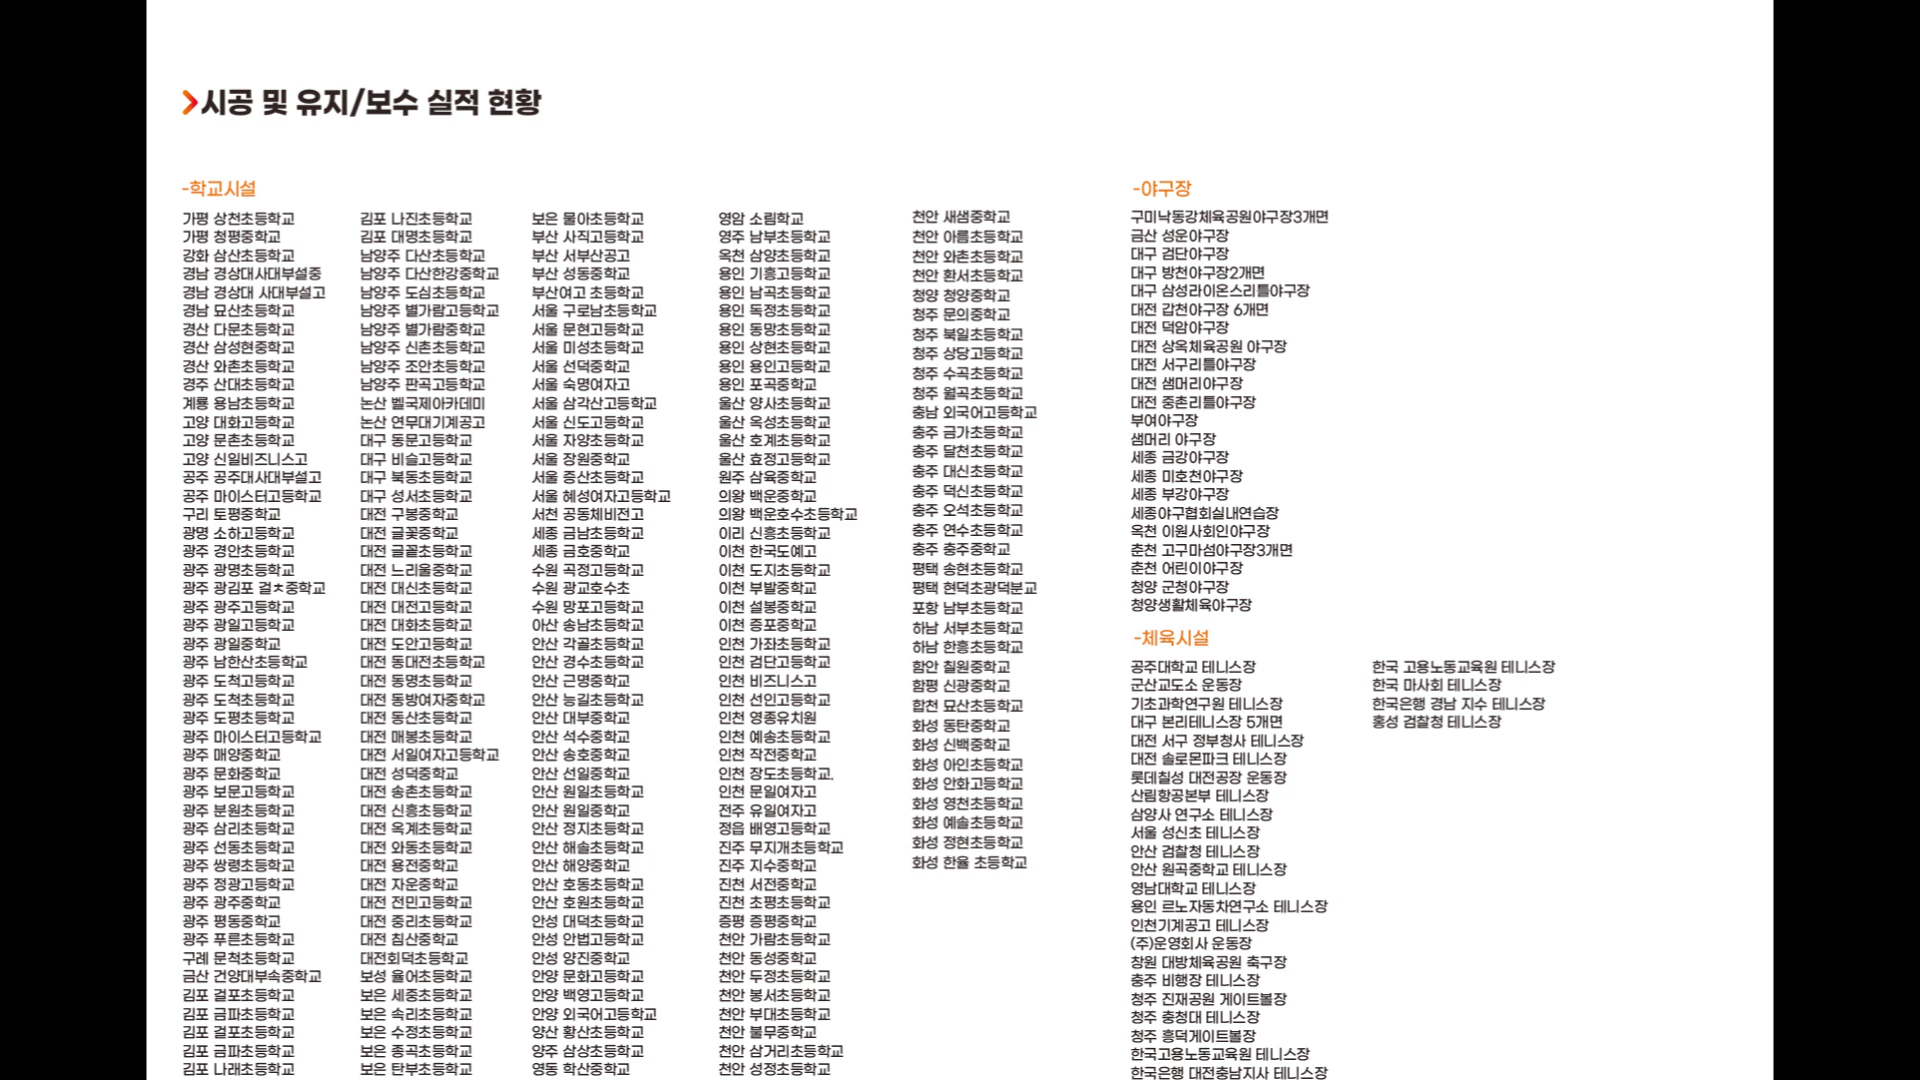 시공 및 유지/보수 실적 현황
-학교시설
가평 상천초등학교
가평 청평중학교
강화 삼산초등학교
경남 경상대사대부설중
경남 경상대 사대부설고
경남 묘산초등학교
경산 다문초등학교
경산 삼성현중학교
경산 와촌초등학교
경주 산대초등학교
계룡 용남초등학교
고양 대화고등학교
고양 문촌초등학교
고양 신일비즈니스고
공주 공주대사대부설고
공주 마이스터고등학교
구리 토평중학교
광명 소하고등학교
광주 경안초등학교
광주 광명초등학교
광주 광김포 걸ㅊ중학교
광주 광주고등학교
광주 광일고등학교
광주 광일중학교
광주 남한산초등학교
광주 도척고등학교
광주 도척초등학교
광주 도평초등학교
광주 마이스터고등학교
광주 매양중학교
광주 문화중학교
광주 보문고등학교
광주 분원초등학교
광주 삼리초등학교
광주 선동초등학교
광주 쌍령초등학교
광주 정광고등학교
광주 광주중학교
광주 평동중학교
광주 푸른초등학교
구례 문척초등학교
금산 건양대부속중학교
김포 걸포초등학교
김포 금파초등학교
김포 걸포초등학교
김포 금파초등학교
김포 나래초등학교
김포 나진초등학교
김포 대명초등학교
남양주 다산초등학교
남양주 다산한강중학교
남양주 도심초등학교
남양주 별가람고등학교
남양주 별가람중학교
남양주 신촌초등학교
남양주 조안초등학교
남양주 판곡고등학교
논산 벨국제아카데미
논산 연무대기계공고
대구 동문고등학교
대구 비슬고등학교
대구 북동초등학교
대구 성서초등학교
대전 구봉중학교
대전 글꽃중학교
대전 글꽃초등학교
대전 느리울중학교
대전 대신초등학교
대전 대전고등학교
대전 대화초등학교
대전 도안고등학교
대전 동대전초등학교
대전 동명초등학교
대전 동방여자중학교
대전 동산초등학교
대전 매봉초등학교
대전 서일여자고등학교
대전 성덕중학교
대전 송촌초등학교
대전 신흥초등학교
대전 옥계초등학교
대전 와동초등학교
대전 용전중학교
대전 자운중학교
대전 전민고등학교
대전 중리초등학교
대전 침산중학교
대전회덕초등학교
보성 율어초등학교
보은 세중초등학교
보은 속리초등학교
보은 수정초등학교
보은 종곡초등학교
보은 탄부초등학교
보은 물아초등학교
부산 사직고등학교
부산 서부산공고
부산 성동중학교
부산여고 초등학교
서울 구로남초등학교
서울 문현고등학교
서울 미성초등학교
서울 선덕중학교
서울 숙명여자고
서울 삼각산고등학교
서울 신도고등학교
서울 자양초등학교
서울 장원중학교
서울 증산초등학교
서울 혜성여자고등학교
서천 공동체비전고
세종 금남초등학교
세종 금호중학교
수원 곡정고등학교
수원 광교호수초
수원 망포고등학교
아산 송남초등학교
안산 각골초등학교
안산 경수초등학교
안산 근명중학교
안산 능길초등학교
안산 대부중학교
안산 석수중학교
안산 송호중학교
안산 선일중학교
안산 원일초등학교
안산 원일중학교
안산 정지초등학교
안산 해솔초등학교
안산 해양중학교
안산 호동초등학교
안산 호원초등학교
안성 대덕초등학교
안성 안법고등학교
안성 양진중학교
안양 문화고등학교
안양 백영고등학교
안양 외국어고등학교
양산 황산초등학교
양주 삼상초등학교
영동 학산중학교
영암 소림학교
영주 남부초등학교
옥천 삼양초등학교
용인 기흥고등학교
용인 남곡초등학교
용인 독정초등학교
용인 동망초등학교
용인 상현초등학교
용인 용인고등학교
용인 포곡중학교
울산 양사초등학교
울산 옥성초등학교
울산 호계초등학교
울산 효정고등학교
원주 삼육중학교
의왕 백운중학교
의왕 백운호수초등학교
이리 신흥초등학교
이천 한국도예고
이천 도지초등학교
이천 부발중학교
이천 설봉중학교
이천 증포중학교
인천 가좌초등학교
인천 검단고등학교
인천 비즈니스고
인천 선인고등학교
인천 영종유치원
인천 예송초등학교
인천 작전중학교
인천 장도초등학교.
인천 문일여자고
전주 유일여자고
정읍 배영고등학교
진주 무지개초등학교
진주 지수중학교
진천 서전중학교
진천 초평초등학교
증평 증평중학교
천안 가람초등학교
천안 동성중학교
천안 두정초등학교
천안 봉서초등학교
천안 부대초등학교
천안 불무중학교
천안 삼거리초등학교
천안 성정초등학교
천안 새샘중학교
천안 아름초등학교
천안 와촌초등학교
천안 환서초등학교
청양 청양중학교
청주 문의중학교
청주 북일초등학교
청주 상당고등학교
청주 수곡초등학교
청주 월곡초등학교
충남 외국어고등학교
충주 금가초등학교
충주 달천초등학교
충주 대신초등학교
충주 덕신초등학교
충주 오석초등학교
충주 연수초등학교
충주 충주중학교
평택 송현초등학교
평택 현덕초광덕분교
포항 남부초등학교
하남 서부초등학교
하남 한흥초등학교
함안 칠원중학교
함평 신광중학교
합천 묘산초등학교
화성 동탄중학교
화성 신백중학교
화성 아인초등학교
화성 안화고등학교
화성 영천초등학교
화성 예솔초등학교
화성 정현초등학교
화성 한율 초등학교
-야구장
구미낙동강체육공원야구장3개면
금산 성운야구장
대구 검단야구장
대구 방천야구장2개면
대구 삼성라이온스리틀야구장
대전 갑천야구장 6개면
대전 덕암야구장
대전 상옥체육공원 야구장
대전 서구리틀야구장
대전 샘머리야구장
대전 중촌리틀야구장
부여야구장
샘머리 야구장
세종 금강야구장
세종 미호천야구장
세종 부강야구장
세종야구협회실내연습장
옥천 이원사회인야구장
춘천 고구마섬야구장3개면
춘천 어린이야구장
청양 군청야구장
청양생활체육야구장
-체육시설
공주대학교 테니스장
군산교도소 운동장
기초과학연구원 테니스장
대구 본리테니스장 5개면
대전 서구 정부청사 테니스장
대전 솔로몬파크 테니스장
롯데칠성 대전공장 운동장
산림항공본부 테니스장
삼양사 연구소 테니스장
서울 성신초 테니스장
안산 검찰청 테니스장
안산 원곡중학교 테니스장
영남대학교 테니스장
용인 르노자동차연구소 테니스장
인천기계공고 테니스장
(주)운영회사 운동장
창원 대방체육공원 축구장
충주 비행장 테니스장
청주 진재공원 게이트볼장
청주 충청대 테니스장
청주 흥덕게이트볼장
한국고용노동교육원 테니스장
한국은행 대전충남지사 테니스장
한국 고용노동교육원 테니스장
한국 마사회 테니스장
한국은행 경남 지수 테니스장
홍성 검찰청 테니스장